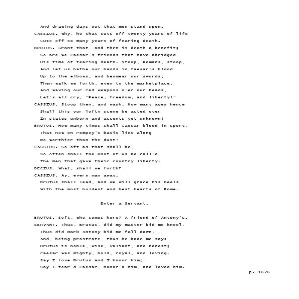 And drawing days out that men stand upon.
CASSIUS. Why, he that cuts off twenty years of life
Cuts off so many years of fearing death.
BRUTUS. Grant that, and then is death a benefit;
So are we Caesar's friends that have abridged
His time of fearing death. Stoop, Romans, stoop,
And let us bathe our hands in Caesar's blood
Up to the elbows, and besmear our swords;
Then walk we forth, even to the marketplace,
And waving our red weapons o'er our heads,
Let's all cry, "Peace, freedom, and liberty!"
CASSIUS. Stoop then, and wash. How many ages hence
Shall this our lofty scene be acted over
In states unborn and accents yet unknown!
BRUTUS. How many times shall Caesar bleed in sport,
That now on Pompey's basis lies along
No worthier than the dust!
CASSIUS. So oft as that shall be,
So often shall the knot of us be call'd
The men that gave their country liberty.
DECIUS. What, shall we forth?
CASSIUS. Ay, every man away.
Brutus shall lead, and we will grace his heels
With the most boldest and best hearts of Rome.
Enter a Servant.
BRUTUS. Soft, who comes here? A friend of Antony's.
SERVANT. Thus, Brutus, did my master bid me kneel,
Thus did Mark Antony bid me fall down,
And, being prostrate, thus he bade me say:
Brutus is noble, wise, valiant, and honest;
Caesar was mighty, bold, royal, and loving.
Say I love Brutus and I honor him;
Say I fear'd Caesar, honor'd him, and loved him.